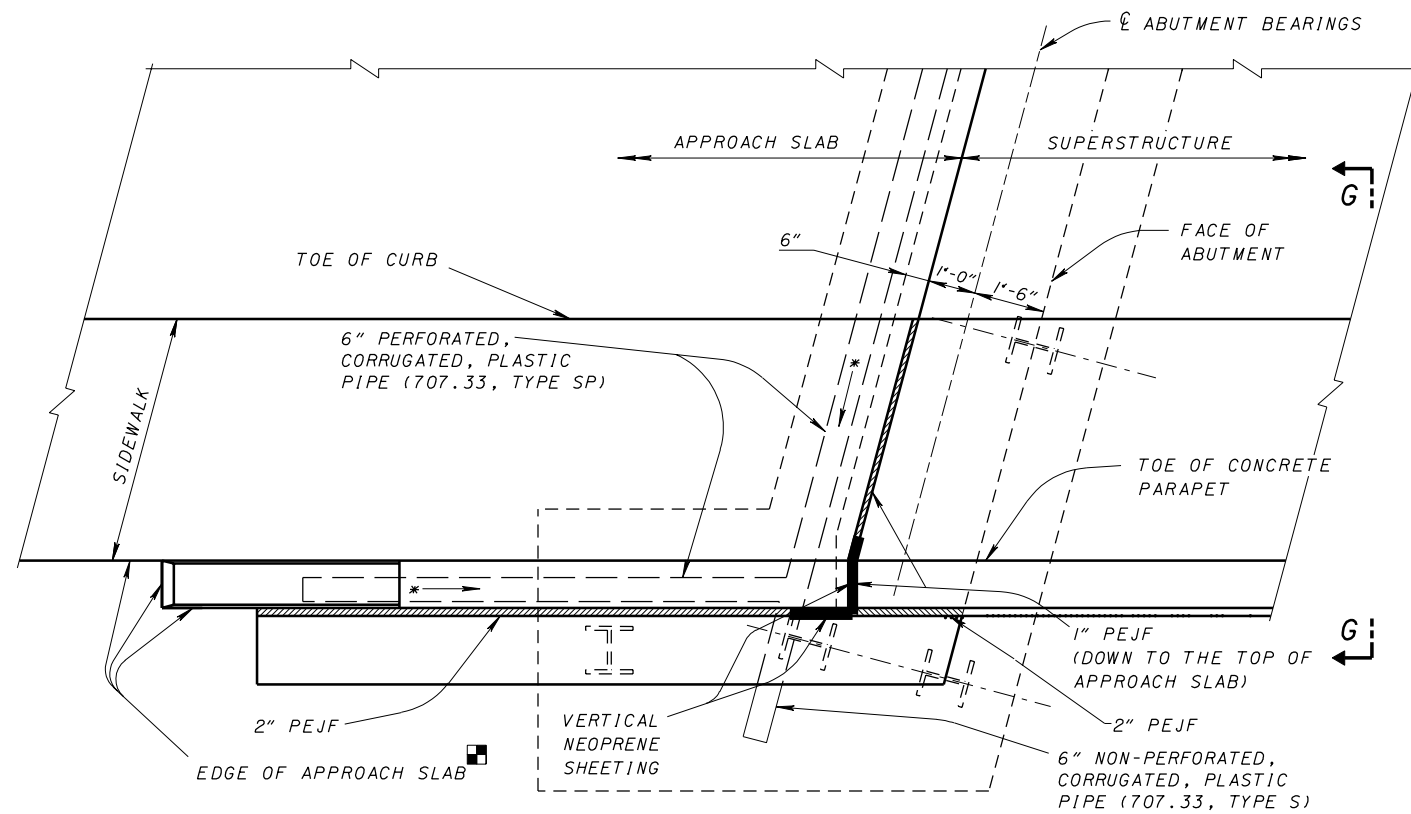 ℄ ABUTMENT BEARINGS
APPROACH SLAB
SUPERSTRUCTURE
G
6"
FACE OF
ABUTMENT
TOE OF CURB
1'-0"
1'-6"
6" PERFORATED,
CORRUGATED, PLASTIC
PIPE (707.33, TYPE SP)
*
SIDEWALK
TOE OF CONCRETE
PARAPET
*
1" PEJF
(DOWN TO THE TOP OF
APPROACH SLAB)
G
2" PEJF
VERTICAL
NEOPRENE
SHEETING
2" PEJF
EDGE OF APPROACH SLAB
6" NON-PERFORATED,
CORRUGATED, PLASTIC
PIPE (707.33, TYPE S)